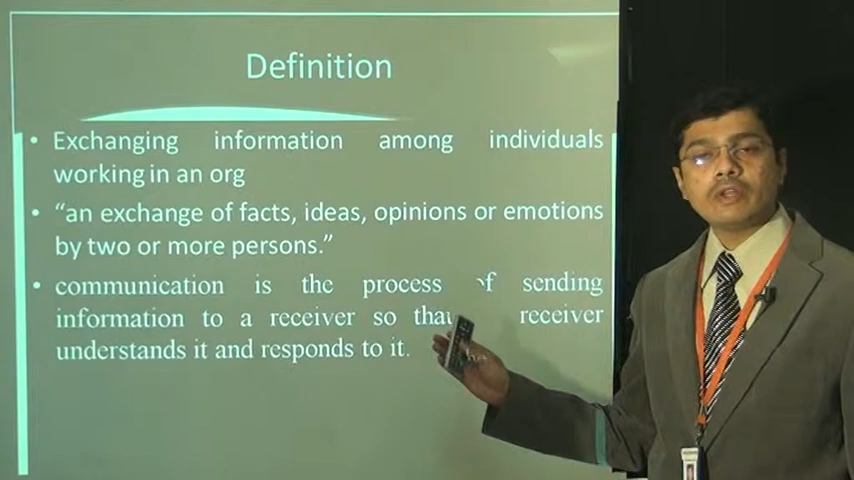 Definition
• Exchanging information among individuals
working in an org
• “an exchange of facts, ideas, opinions or emotions
by two or more persons.”
• communication is the process of sending
information to a receiver so receiver
understands it and responds to it.